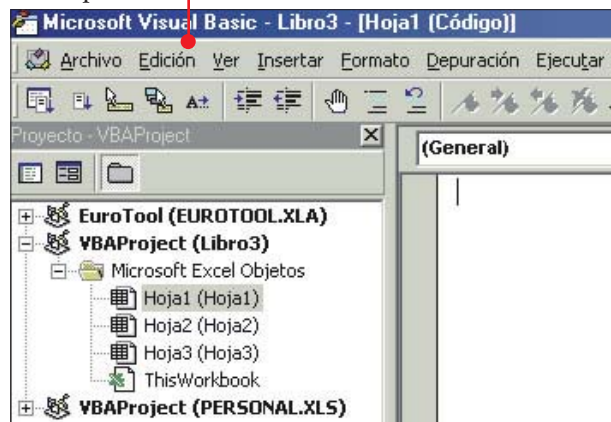 Microsoft Visual Basic - Libro3 - [Hoja1 (Código)]
Archivo Edición Ver Insertar Formato Depuración Ejecutar
Proyecto - VBAProject
(General)
EuroTool (EUROTOOL.XLA)
VBAProject (Libro3)
Microsoft Excel Objetos
Hoja1 (Hoja1)
Hoja2 (Hoja2)
Hoja3 (Hoja3)
ThisWorkbook
VBAProject (PERSONAL.XLS)